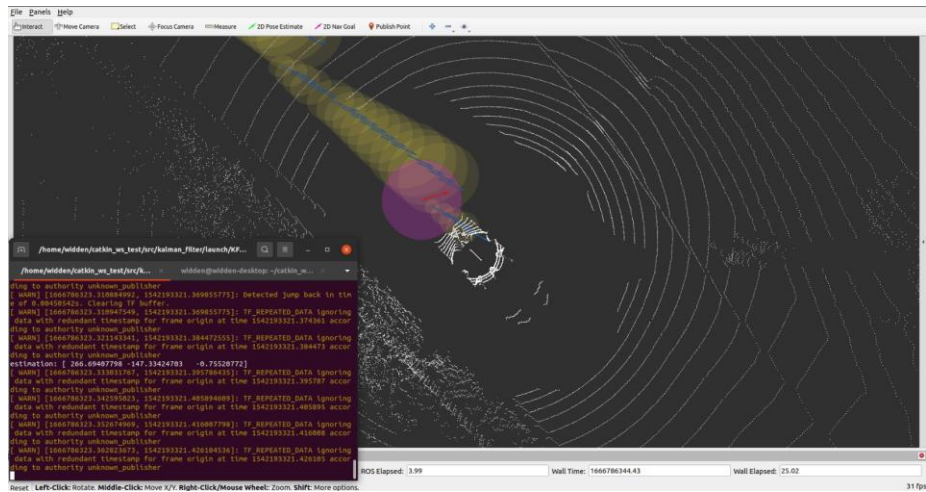 File Panels Help
Interact Move Camera Select Focus Camera Measure 2D Pose Estimate 2D Nav Goal Publish Point
/home/widden/catkin_ws_test/src/kalman_fliter/launch/KF...
/home/widden/catkin_ws_test/src/k... widden@widden-desktop: ~/catkin_w...
ding to authority unknown_publisher
[ WARN] [1666786323.310884992, 1542193321.369855775]: Detected jump back in tim
e of 0.00450542s. Clearing TF buffer.
[ WARN] [1666786323.310947549, 1542193321.369855775]: TF_REPEATED_DATA ignoring
data with redundant timestamp for frame origin at time 1542193321.374361 accor
ding to authority unknown_publisher
[ WARN] [1666786323.321143341, 1542193321.384472555]: TF_REPEATED_DATA ignoring
data with redundant timestamp for frame origin at time 1542193321.384473 accor
ding to authority unknown_publisher
estimation: [ 266.69407798 -147.33424703 -0.75520772]
[ WARN] [1666786323.333031767, 1542193321.395786435]: TF_REPEATED_DATA ignoring
data with redundant timestamp for frame origin at time 1542193321.395787 accor
ding to authority unknown_publisher
[ WARN] [1666786323.342595023, 1542193321.405894609]: TF_REPEATED_DATA ignoring
data with redundant timestamp for frame origin at time 1542193321.405895 accor
ding to authority unknown_publisher
[ WARN] [1666786323.352674969, 1542193321.416007798]: TF_REPEATED_DATA ignoring
data with redundant timestamp for frame origin at time 1542193321.416008 accor
ding to authority unknown_publisher
[ WARN] [1666786323.362823673, 1542193321.426104536]: TF_REPEATED_DATA ignoring
data with redundant timestamp for frame origin at time 1542193321.426105 accor
ding to authority unknown_publisher
ROS Elapsed: 3.99 Wall Time: 1666786344.43 Wall Elapsed: 25.02
Reset Left-Click: Rotate. Middle-Click: Move X/Y. Right-Click/Mouse Wheel: Zoom. Shift: More options. 31 fps